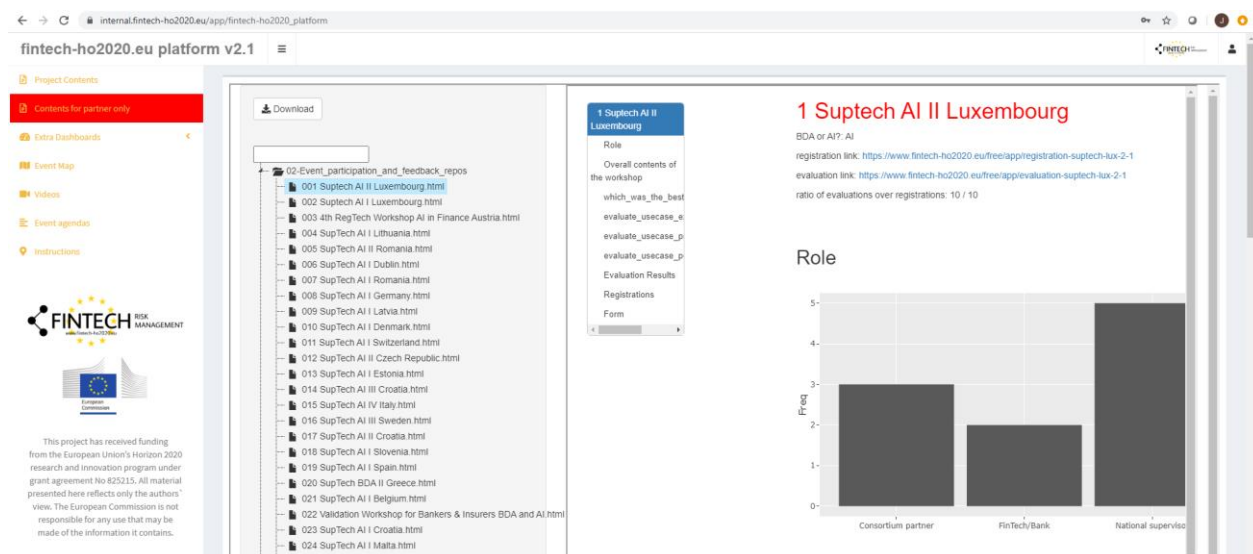 internal.fintech-ho2020.eu/app/fintech-ho2020_platform
J
fintech-ho2020.eu platform v2.1
FINTECH
Project Contents
Contents for partner only
Extra Dashboards
Event Map
Videos
Event agendas
Instructions
FINTECH RISK MANAGEMENT
www.fintech-ho2020.eu
European
Commission
This project has received funding
from the European Union's Horizon 2020
research and innovation program under
grant agreement No 825215. All material
presented here reflects only the authors`
view. The European Commission is not
responsible for any use that may be
made of the information it contains.
Download
02-Event_participation_and_feedback_repos
001 Suptech AI II Luxembourg.html
002 Suptech AI I Luxembourg.html
003 4th RegTech Workshop AI in Finance Austria.html
004 SupTech AI I Lithuania.html
005 SupTech AI II Romania.html
006 SupTech AI I Dublin.html
007 SupTech AI I Romania.html
008 SupTech AI I Germany.html
009 SupTech AI I Latvia.html
010 SupTech AI I Denmark.html
011 SupTech AI I Switzerland.html
012 SupTech AI II Czech Republic.html
013 SupTech AI I Estonia.html
014 SupTech AI III Croatia.html
015 SupTech AI IV Italy.html
016 SupTech AI III Sweden.html
017 SupTech AI II Croatia.html
018 SupTech AI I Slovenia.html
019 SupTech AI I Spain.html
020 SupTech BDA II Greece.html
021 SupTech AI I Belgium.html
022 Validation Workshop for Bankers & Insurers BDA and AI.html
023 SupTech AI I Croatia.html
024 SupTech AI I Malta.html
1 Suptech AI II
Luxembourg
Role
Overall contents of
the workshop
which_was_the_best
evaluate_usecase_e
evaluate_usecase_p
evaluate_usecase_p
Evaluation Results
Registrations
Form
1 Suptech AI II Luxembourg
BDA or AI?: AI
registration link: https://www.fintech-ho2020.eu/free/app/registration-suptech-lux-2-1
evaluation link: https://www.fintech-ho2020.eu/free/app/evaluation-suptech-lux-2-1
ratio of evaluations over registrations: 10 / 10
Role
5
4
3
2
1
0
Freq
Consortium partner
FinTech/Bank
National superviso